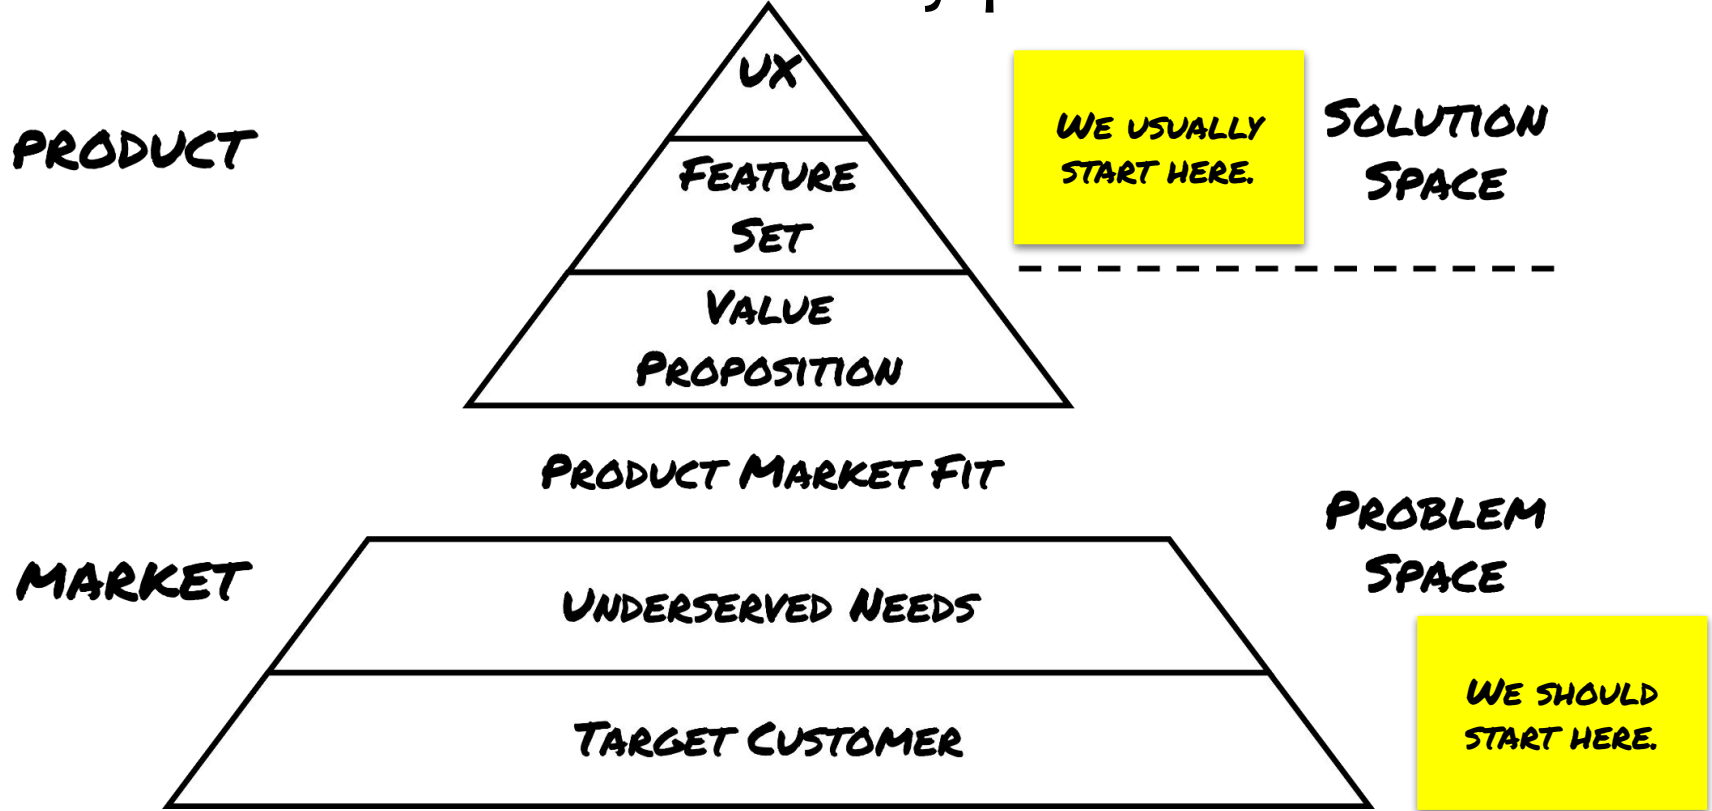 UX
PRODUCT
FEATURE
SET
VALUE
PROPOSITION
WE USUALLY
START HERE.
SOLUTION
SPACE
PRODUCT MARKET FIT
MARKET
UNDERSERVED NEEDS
TARGET CUSTOMER
PROBLEM
SPACE
WE SHOULD
START HERE.